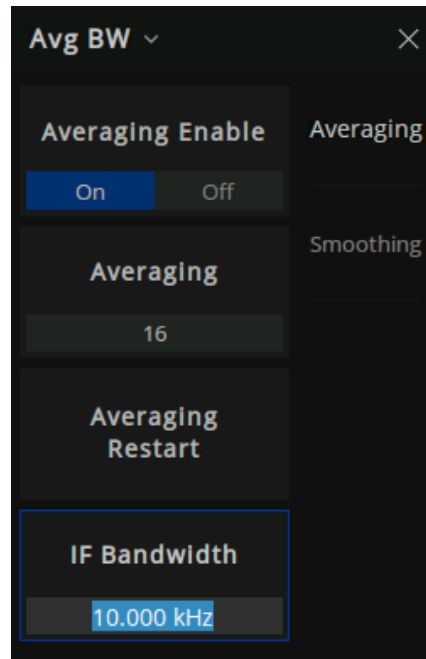 Avg BW
Averaging Enable
On Off
Averaging
16
Averaging
Restart
IF Bandwidth
10.000 kHz
Averaging
Smoothing